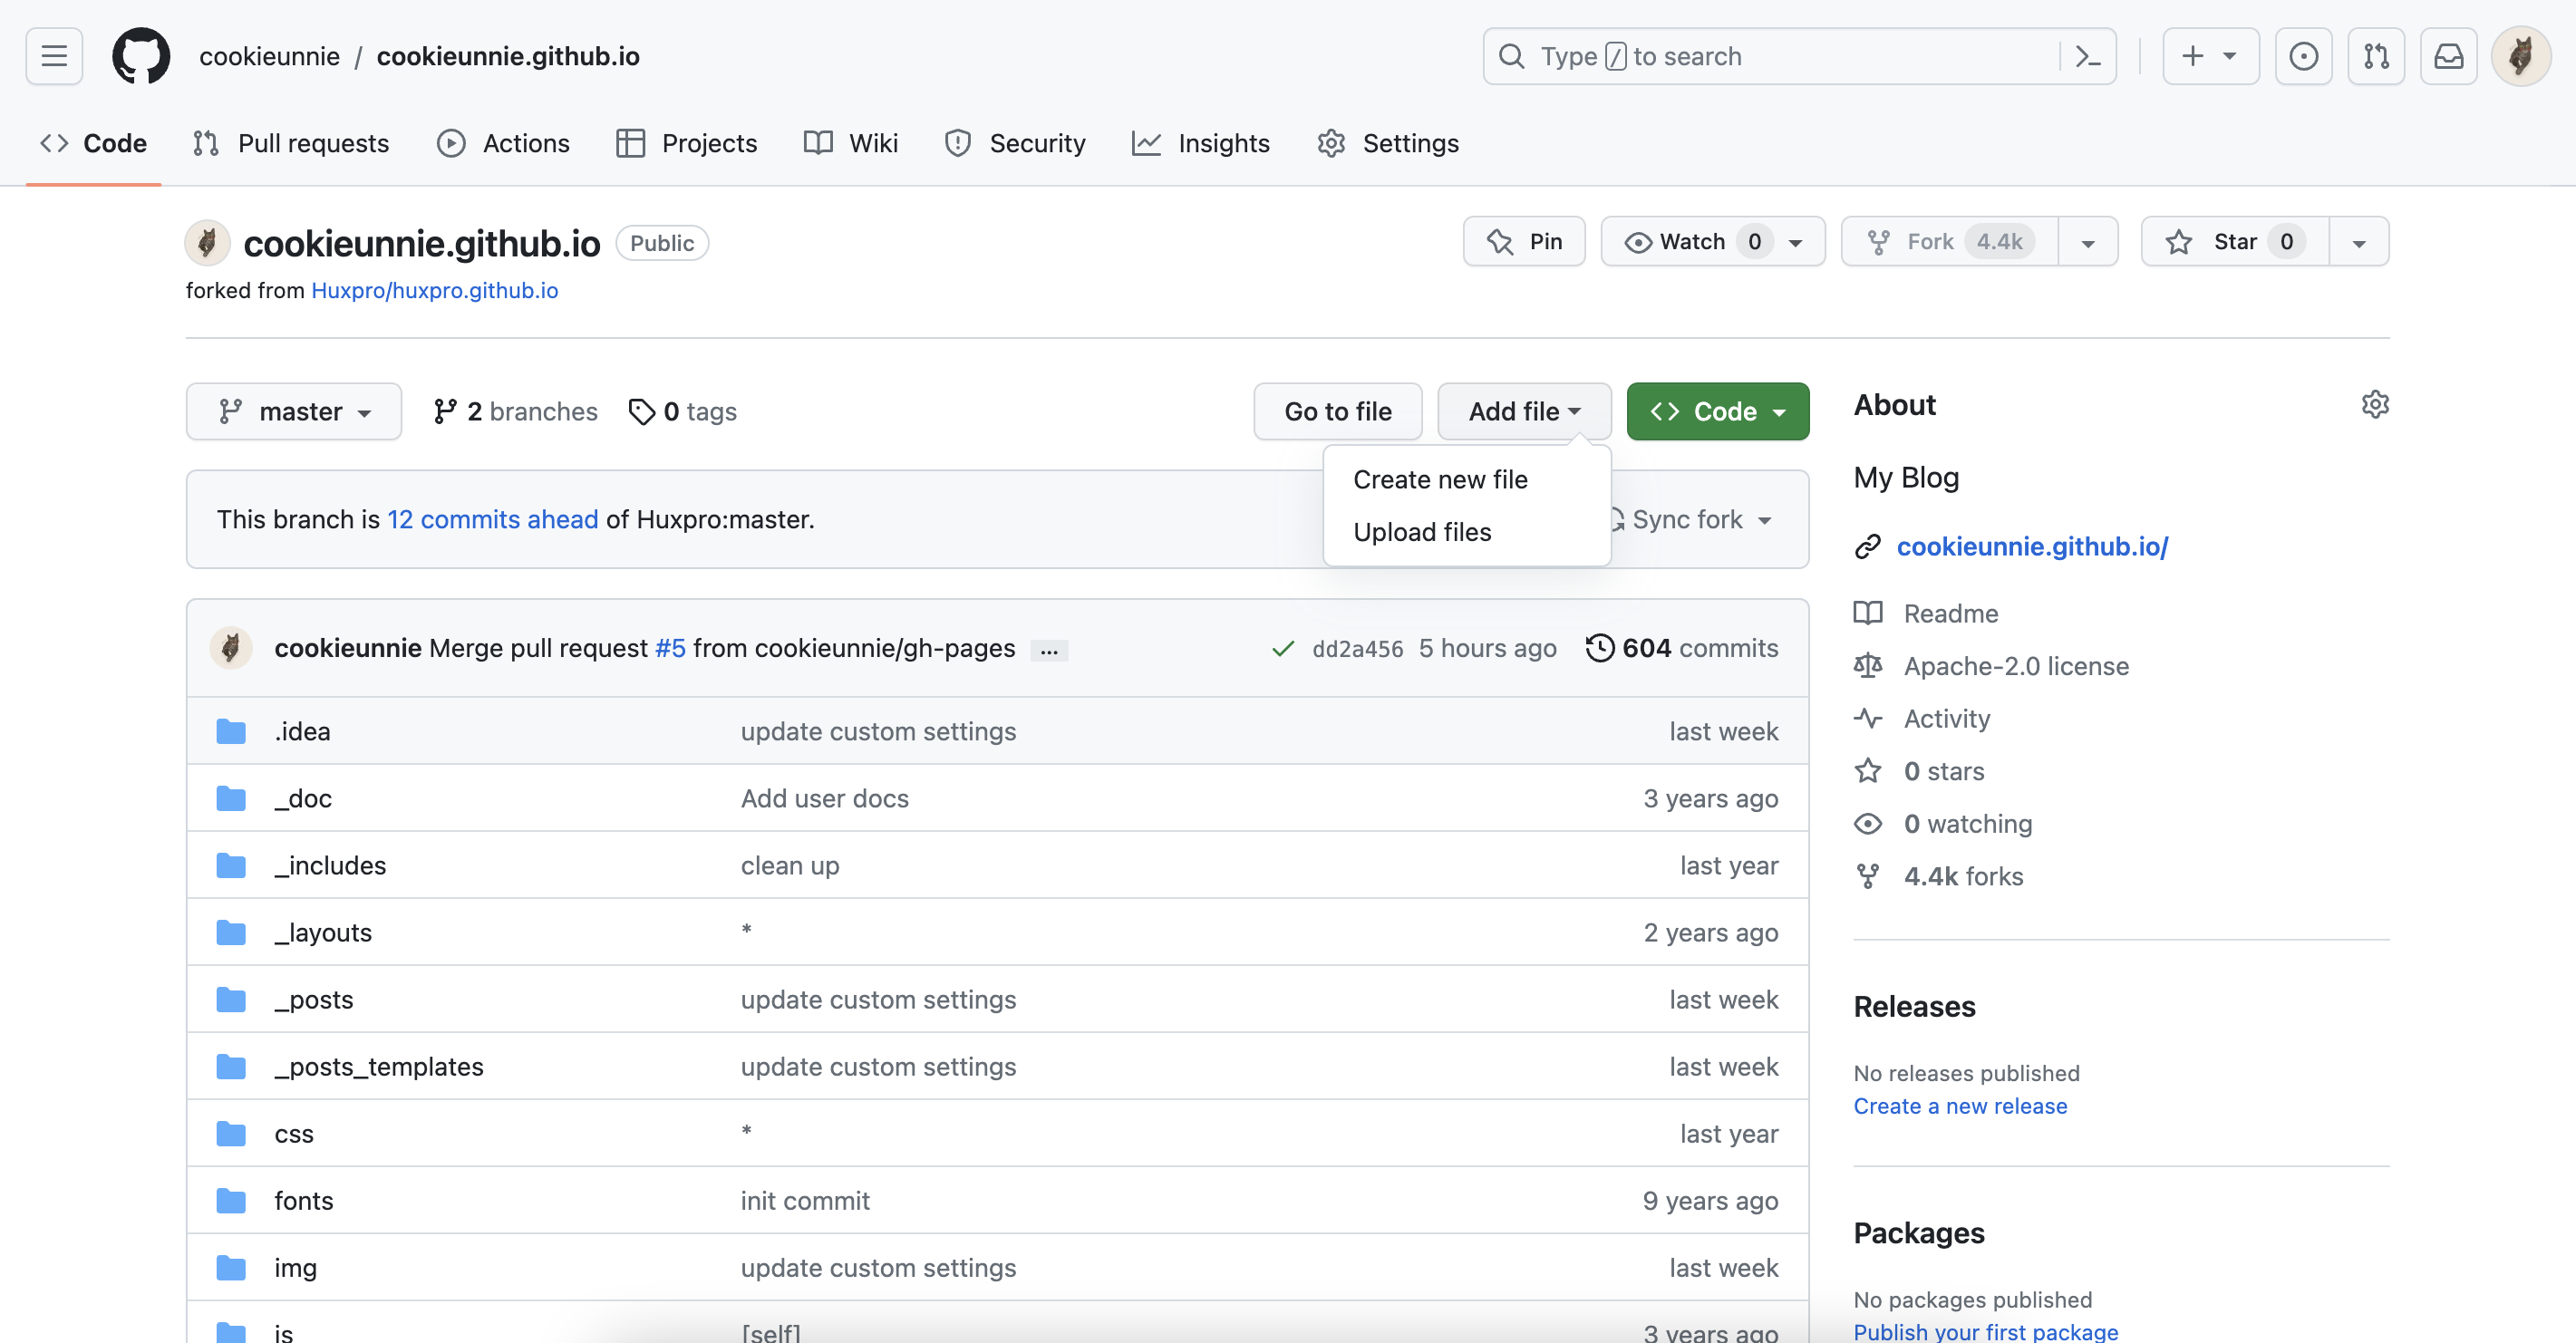 cookieunnie / cookieunnie.github.io
Type / to search
Code Pull requests Actions Projects Wiki Security Insights Settings
cookieunnie.github.io Public
Pin Watch 0 Fork 4.4k Star 0
forked from Huxpro/huxpro.github.io
master 2 branches 0 tags
Go to file Add file Code
Create new file
Upload files
This branch is 12 commits ahead of Huxpro:master.
Sync fork
cookieunnie Merge pull request #5 from cookieunnie/gh-pages ... dd2a456 5 hours ago 604 commits
.idea update custom settings last week
_doc Add user docs 3 years ago
_includes clean up last year
_layouts * 2 years ago
_posts update custom settings last week
_posts_templates update custom settings last week
css * last year
fonts init commit 9 years ago
img update custom settings last week
js [self] 3 years ago
About
My Blog
cookieunnie.github.io/
Readme
Apache-2.0 license
Activity
0 stars
0 watching
4.4k forks
Releases
No releases published
Create a new release
Packages
No packages published
Publish your first package